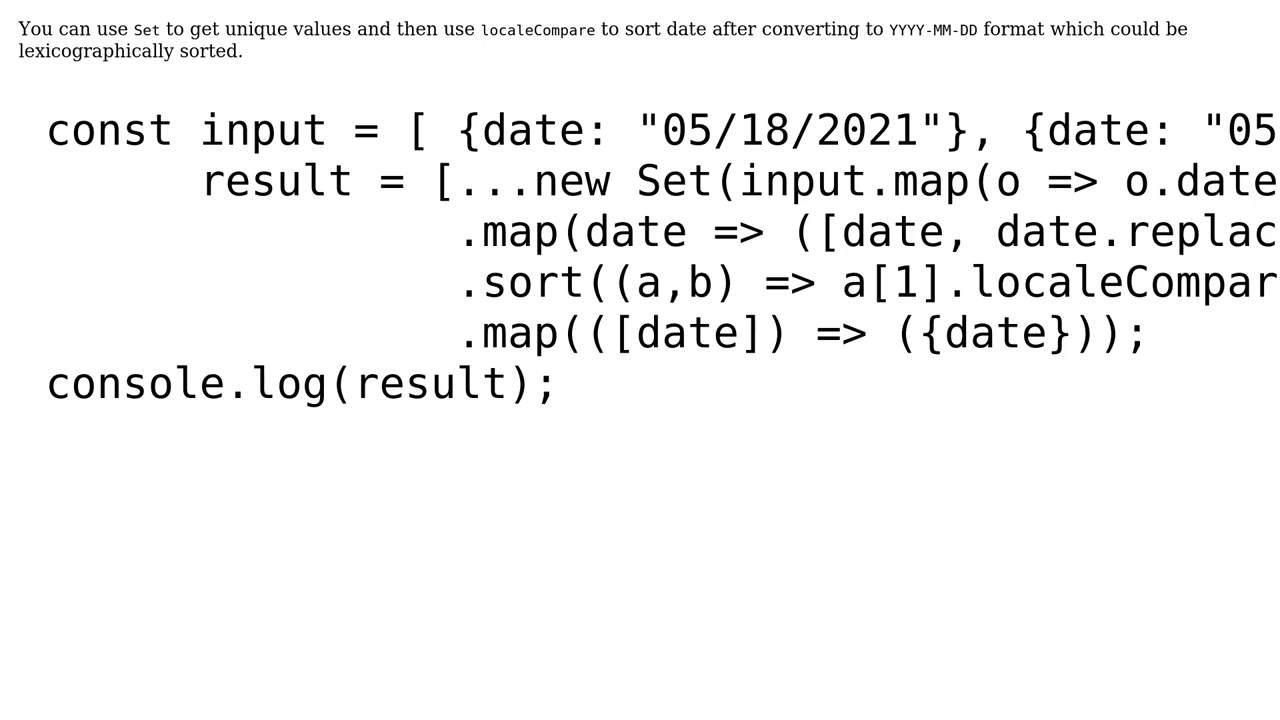 You can use Set to get unique values and then use localeCompare to sort date after converting to YYYY-MM-DD format which could be
lexicographically sorted.
const input = [ {date: "05/18/2021"}, {date: "05
result = [...new Set(input.map(o => o.date
.map(date => ([date, date.replac
.sort((a,b) => a[1].localeCompar
.map(([date]) => ({date}));
console.log(result);